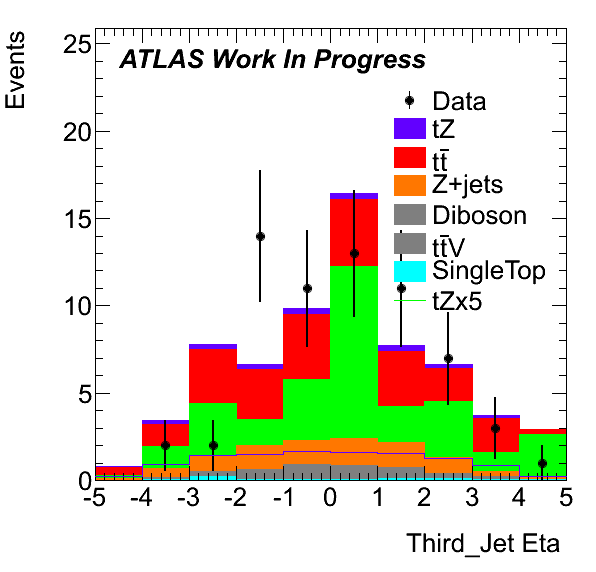 Events
25
20
15
10
5
0
ATLAS Work In Progress
Data
tZ
tt̄
Z+jets
Diboson
tt̄V
SingleTop
tZx5
-5 -4 -3 -2 -1 0 1 2 3 4 5
Third_Jet Eta